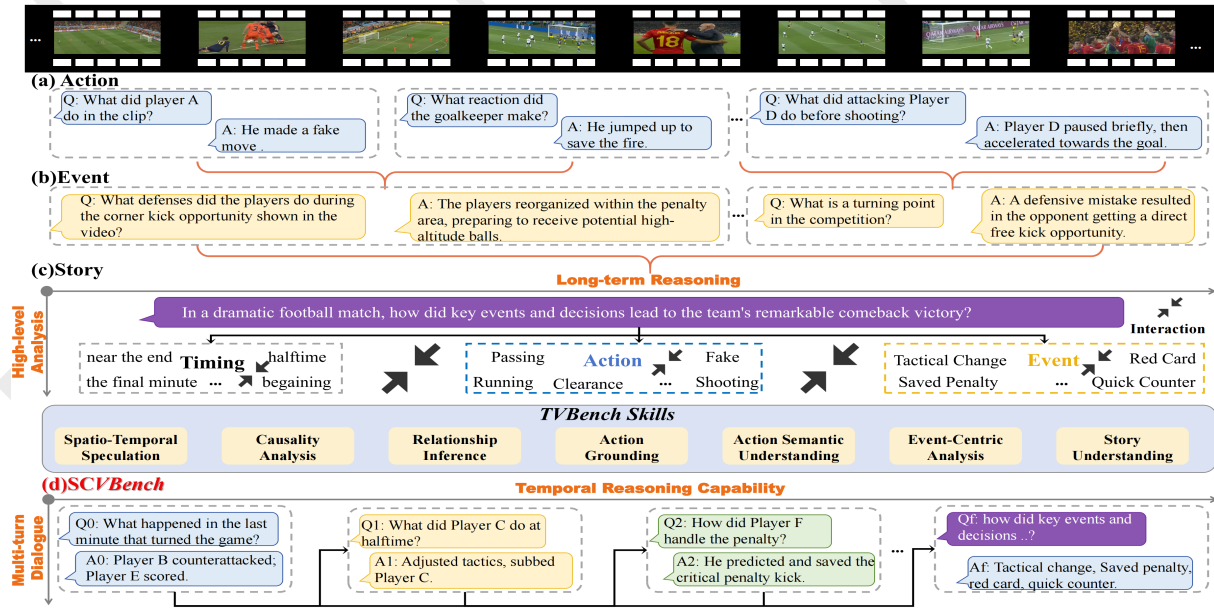 ...
18
QATAR AIRWAYS
...
(a) Action
Q: What did player A
do in the clip?
A: He made a fake
move .
Q: What reaction did
the goalkeeper make?
A: He jumped up to
save the fire.
...
Q: What did attacking Player
D do before shooting?
A: Player D paused briefly, then
accelerated towards the goal.
(b)Event
Q: What defenses did the players do during
the corner kick opportunity shown in the
video?
A: The players reorganized within the penalty
area, preparing to receive potential high-
altitude balls.
...
Q: What is a turning point
in the competition?
A: A defensive mistake resulted
in the opponent getting a direct
free kick opportunity.
(c)Story
Long-term Reasoning
High-level
Analysis
In a dramatic football match, how did key events and decisions lead to the team's remarkable comeback victory?
Interaction
near the end
Timing
halftime
the final minute
...
begaining
Passing
Action
Fake
Running
Clearance
...
Shooting
Tactical Change
Event
Red Card
Saved Penalty
...
Quick Counter
TVBench Skills
Spatio-Temporal
Speculation
Causality
Analysis
Relationship
Inference
Action
Grounding
Action Semantic
Understanding
Event-Centric
Analysis
Story
Understanding
(d)SCVBench
Temporal Reasoning Capability
Multi-turn
Dialogue
Q0: What happened in the last
minute that turned the game?
A0: Player B counterattacked;
Player E scored.
Q1: What did Player C do at
halftime?
A1: Adjusted tactics, subbed
Player C.
Q2: How did Player F
handle the penalty?
A2: He predicted and saved the
critical penalty kick.
...
Qf: how did key events and
decisions ..?
Af: Tactical change, Saved penalty,
red card, quick counter.